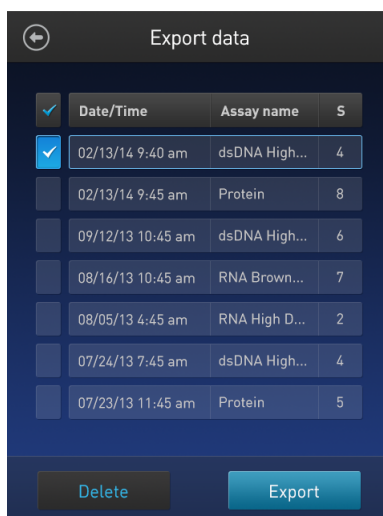 Export data
Date/Time Assay name S
02/13/14 9:40 am dsDNA High... 4
02/13/14 9:45 am Protein 8
09/12/13 10:45 am dsDNA High... 6
08/16/13 10:45 am RNA Brown... 7
08/05/13 4:45 am RNA High D... 2
07/24/13 7:45 am dsDNA High... 4
07/23/13 11:45 am Protein 5
Delete Export